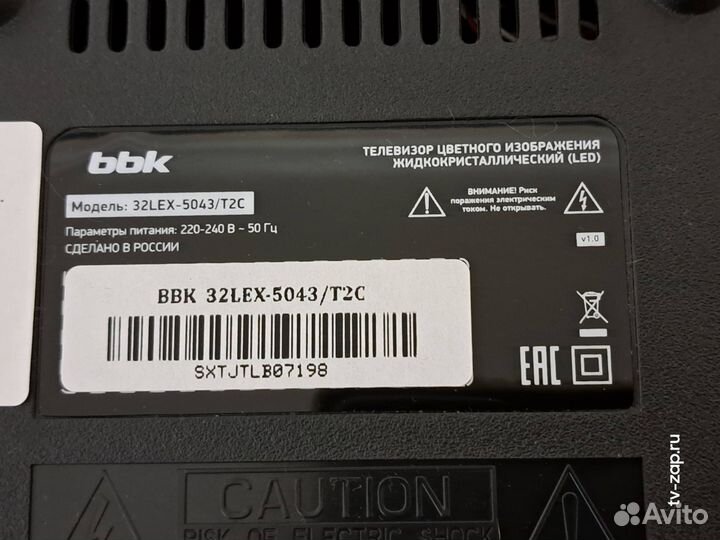 bbk
ТЕЛЕВИЗОР ЦВЕТНОГО ИЗОБРАЖЕНИЯ
ЖИДКОКРИСТАЛЛИЧЕСКИЙ (LED)
Модель: 32LEX-5043/T2C
Параметры питания: 220-240 В ~ 50 Гц
СДЕЛАНО В РОССИИ
ВНИМАНИЕ! Риск
поражения электрическим
током. Не открывать.
v1.0
BBK 32LEX-5043/T2C
SXTJTLB07198
EAC
CAUTION
RISK OF ELECTRIC SHOCK
tv-zap.ru
Avito